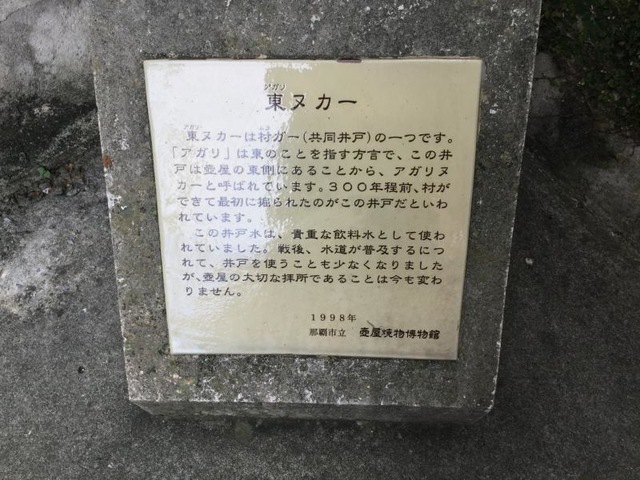 アガリ
東ヌカー
アガリ
東ヌカーは村ガー(共同井戸)の一つです。
「アガリ」は東のことを指す方言で、この井
戸は壺屋の東側にあることから、アガリヌ
カーと呼ばれています。300年程前、村が
できて最初に掘られたのがこの井戸だといわ
れています。
この井戸水は、貴重な飲料水として使わ
れていました。戦後、水道が普及するにつ
れて、井戸を使うことも少なくなりました
が、壺屋の大切な拝所であることは今も変わ
りません。
1998年
那覇市立 壺屋焼物博物館